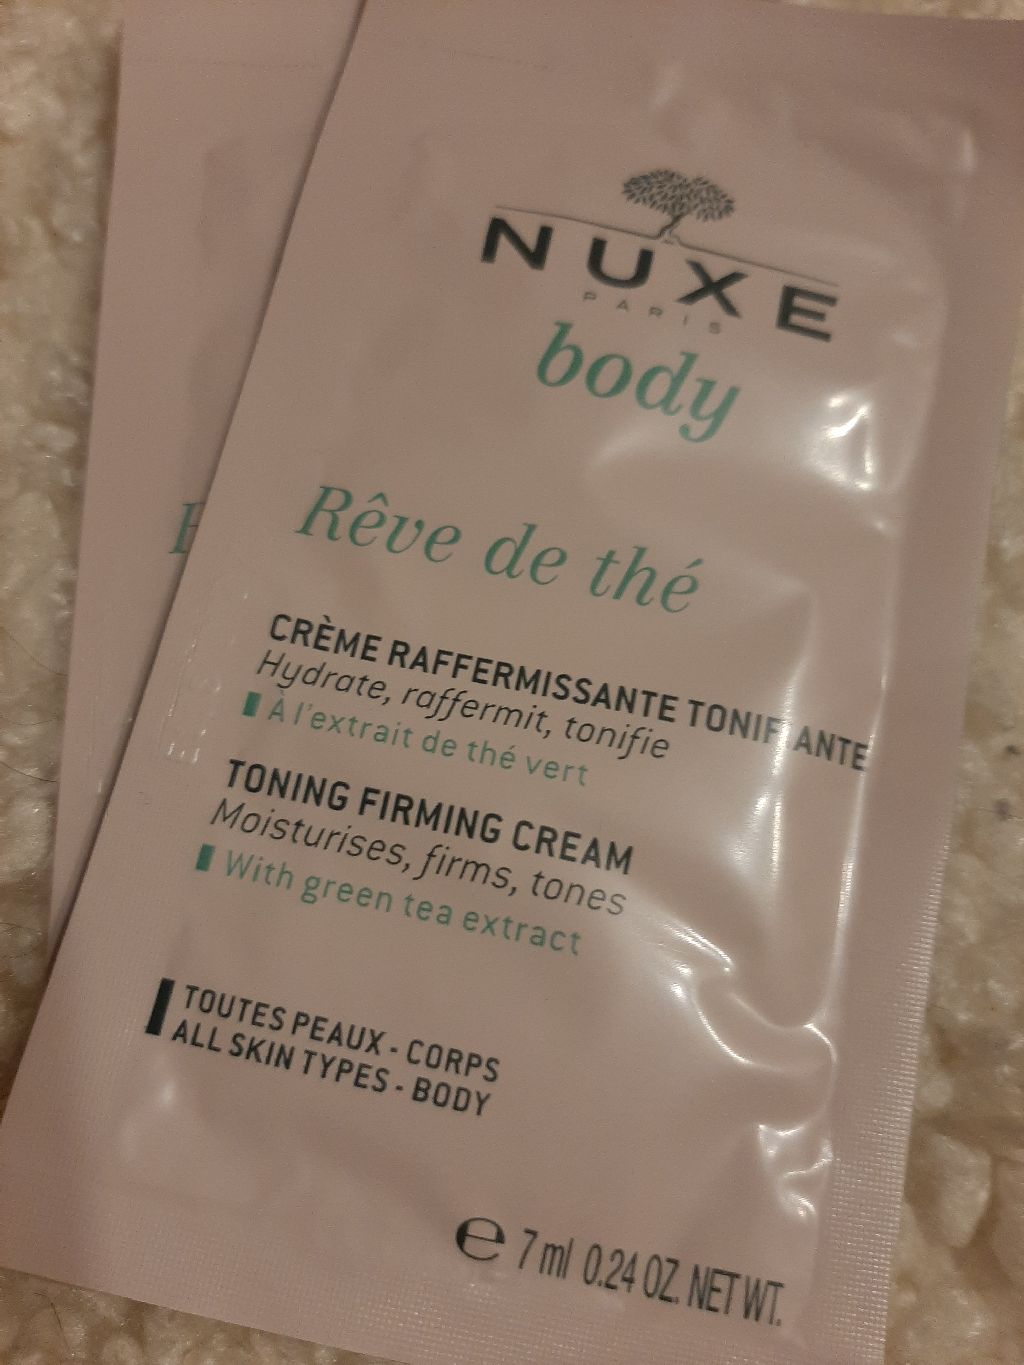 NUXE
PARIS
body
Rêve de thé
CRÈME RAFFERMISSANTE TONIFIANTE
Hydrate, raffermit, tonifie
À l'extrait de thé vert
TONING FIRMING CREAM
Moisturises, firms, tones
With green tea extract
TOUTES PEAUX - CORPS
ALL SKIN TYPES - BODY
e 7 ml 0.24 OZ. NET WT.